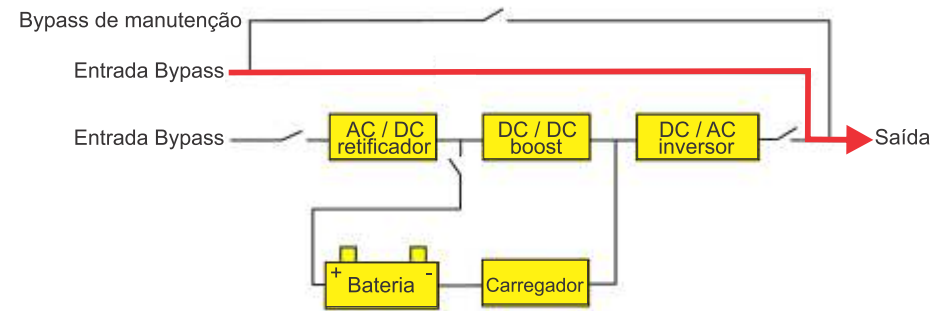 Bypass de manutenção
Entrada Bypass
Entrada Bypass
AC / DC
retificador
DC / DC
boost
DC / AC
inversor
Saída
+ Bateria -
Carregador